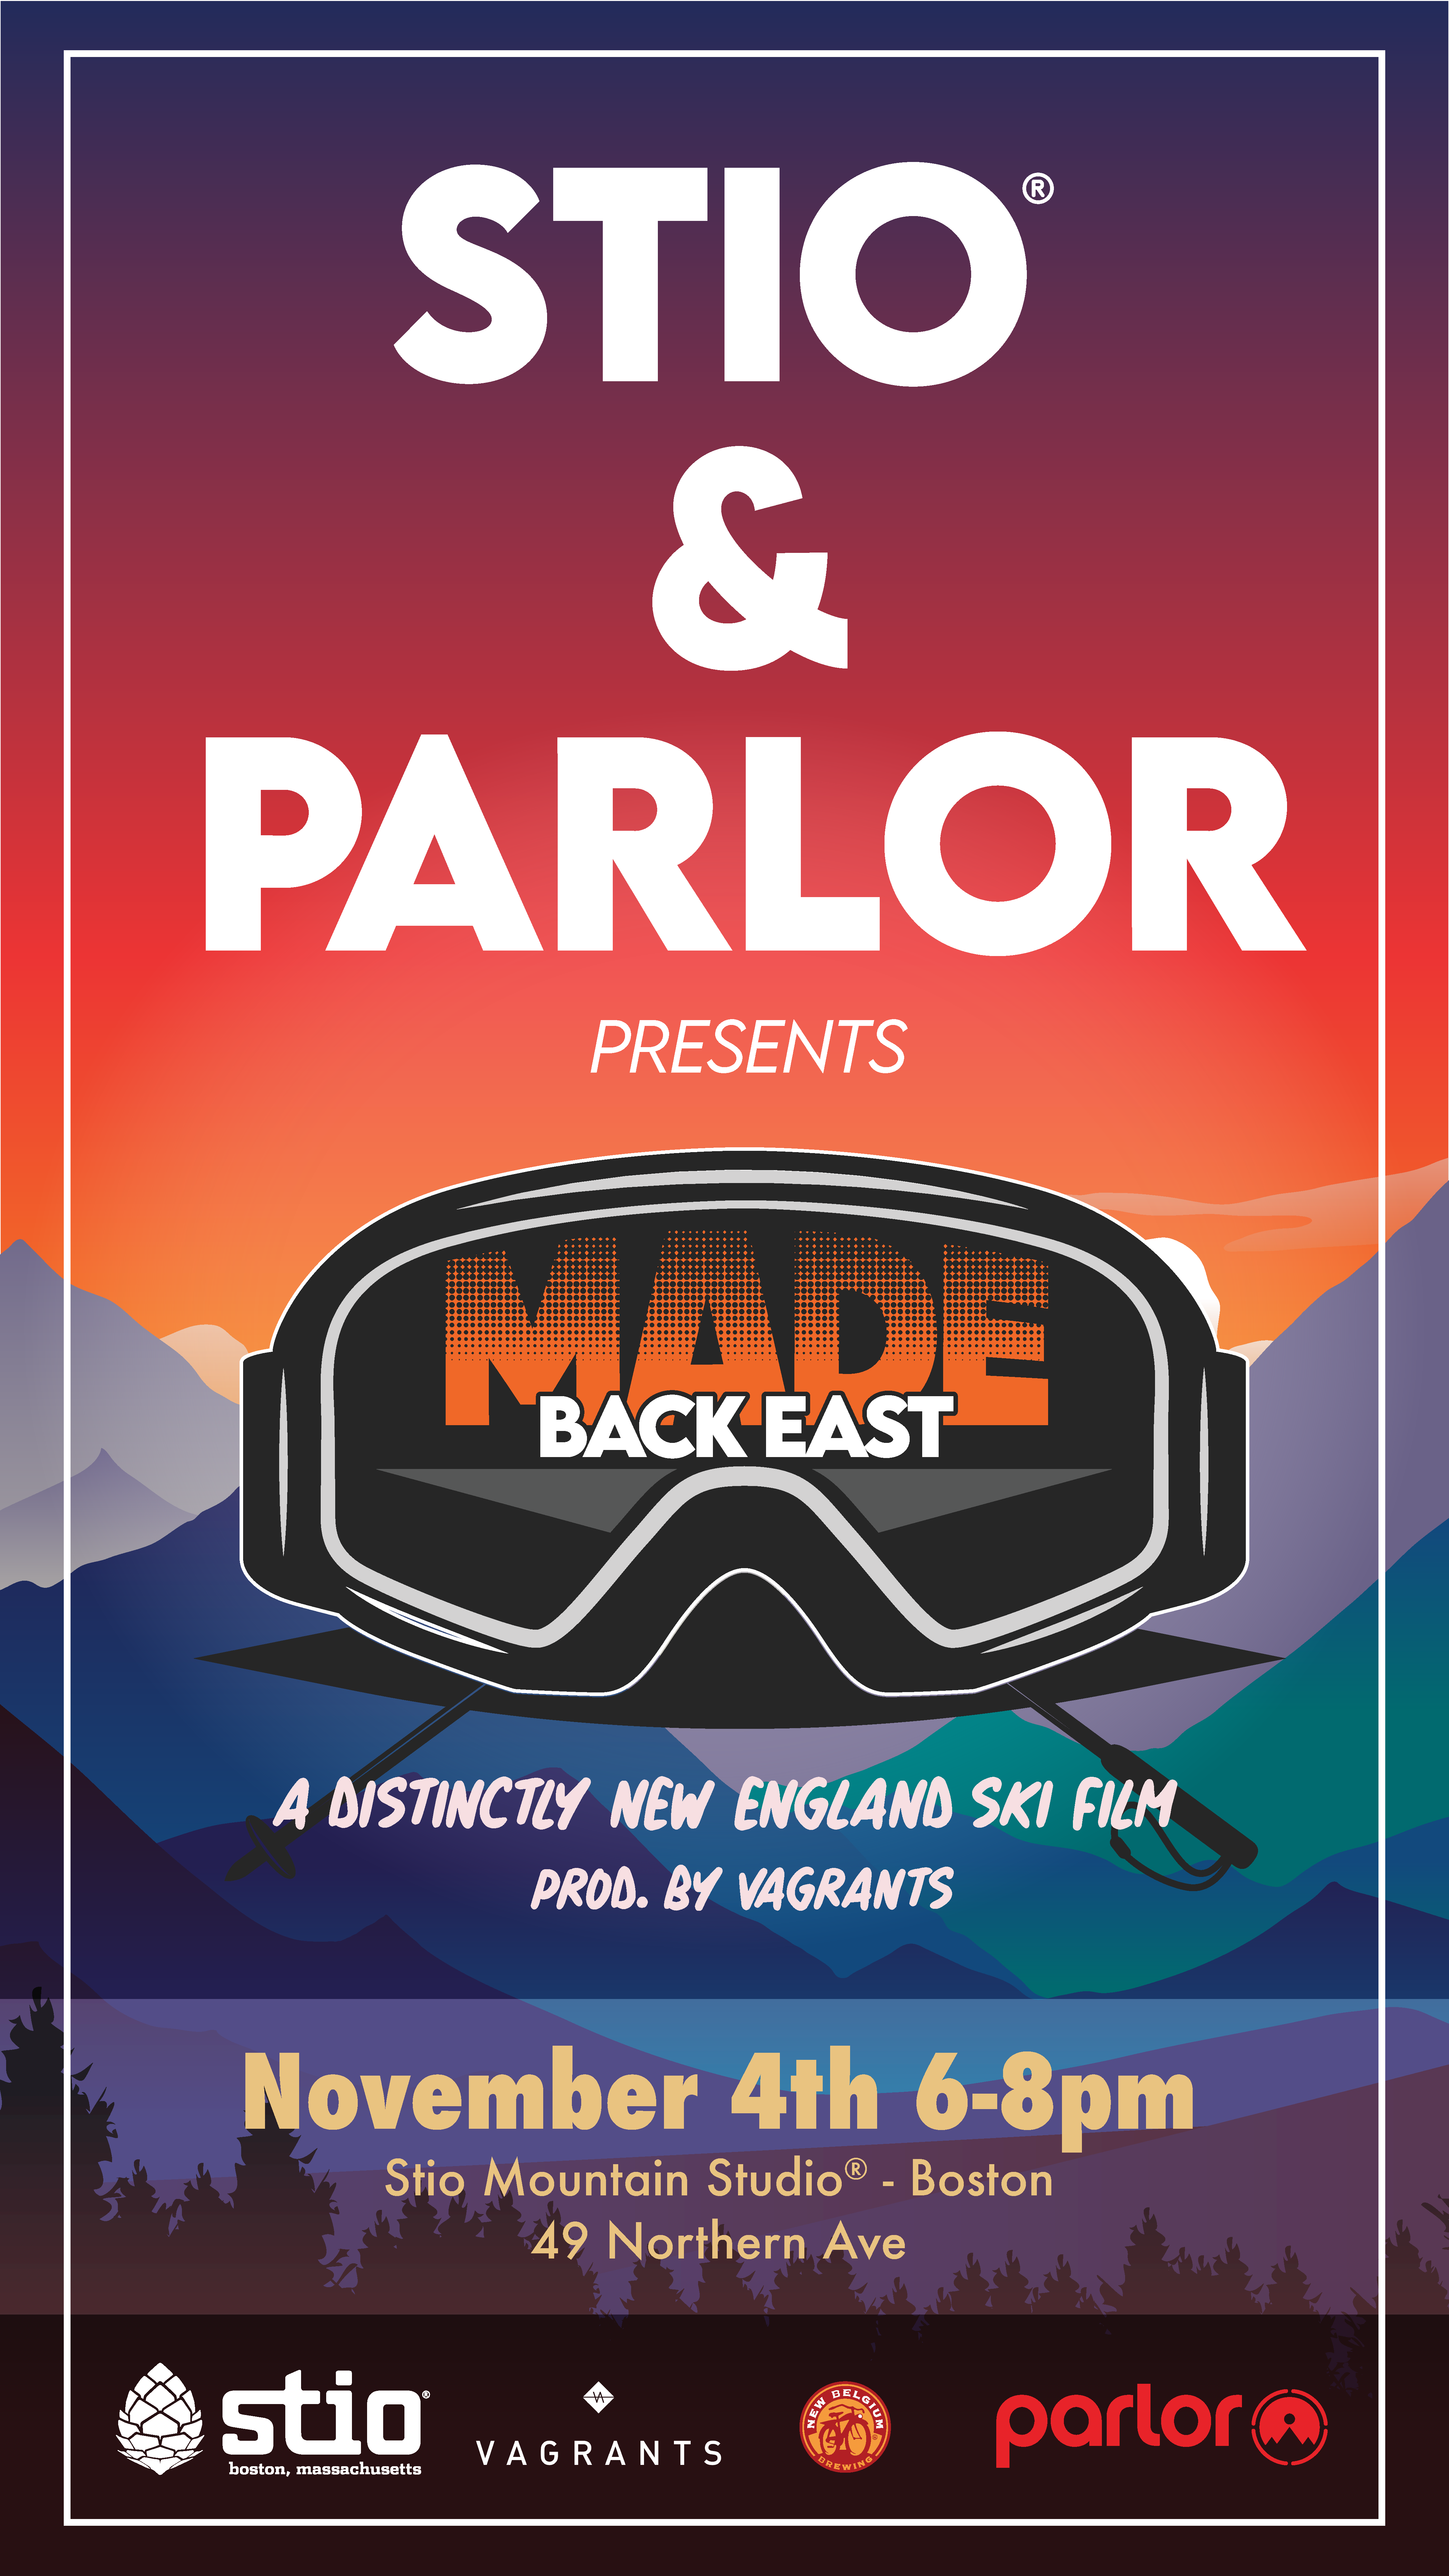 STIO®
&
PARLOR
PRESENTS
MADE
BACK EAST
A DISTINCTLY NEW ENGLAND SKI FILM
PROD. BY VAGRANTS
November 4th 6-8pm
Stio Mountain Studio® - Boston
49 Northern Ave
stio®
boston, massachusetts
VAGRANTS
NEW BELGIUM
BREWING
parlor